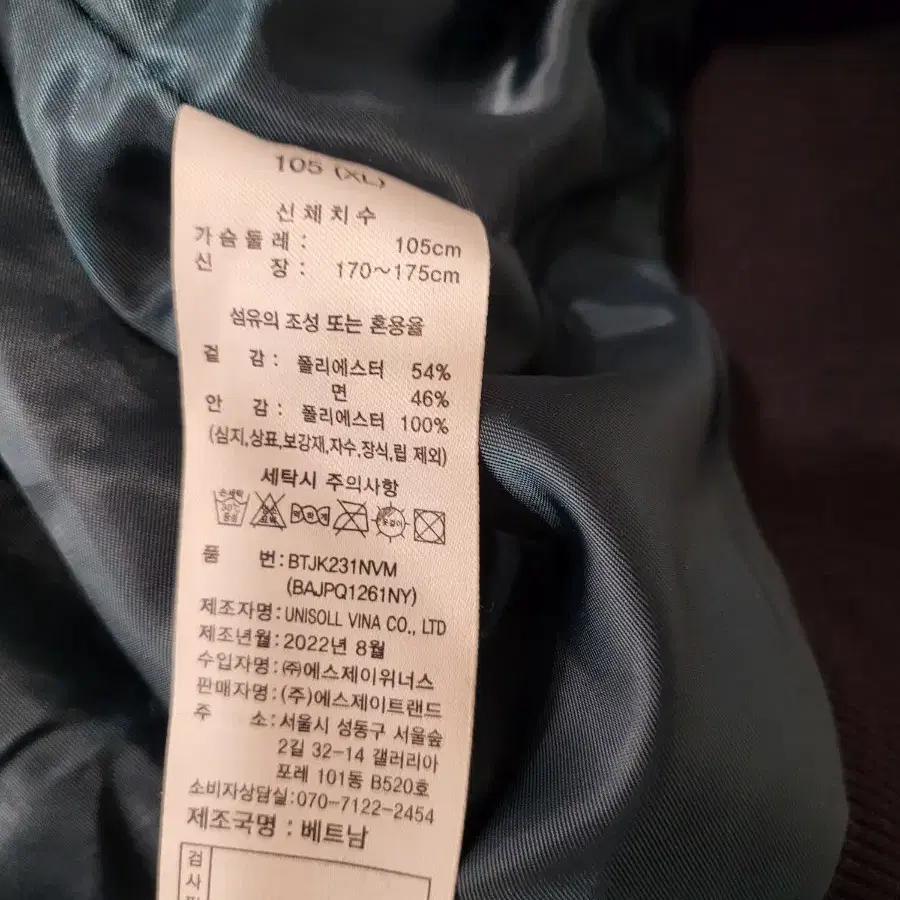 105 (XL)
신체치수
가슴둘레: 105cm
신 장: 170~175cm
섬유의 조성 또는 혼용율
겉 감: 폴리에스터 54%
면 46%
안 감: 폴리에스터 100%
(심지,상표,보강재,자수,장식,립 제외)
세탁시 주의사항
손세탁
30℃
중성
품 번: BTJK231NVM
(BAJPQ1261NY)
제조자명: UNISOLL VINA CO., LTD
제조년월: 2022년 8월
수입자명: ㈜에스제이위너스
판매자명: (주)에스제이트랜드
주 소: 서울시 성동구 서울숲
2길 32-14 갤러리아
포레 101동 B520호
소비자상담실: 070-7122-2454
제조국명 : 베트남
검
사